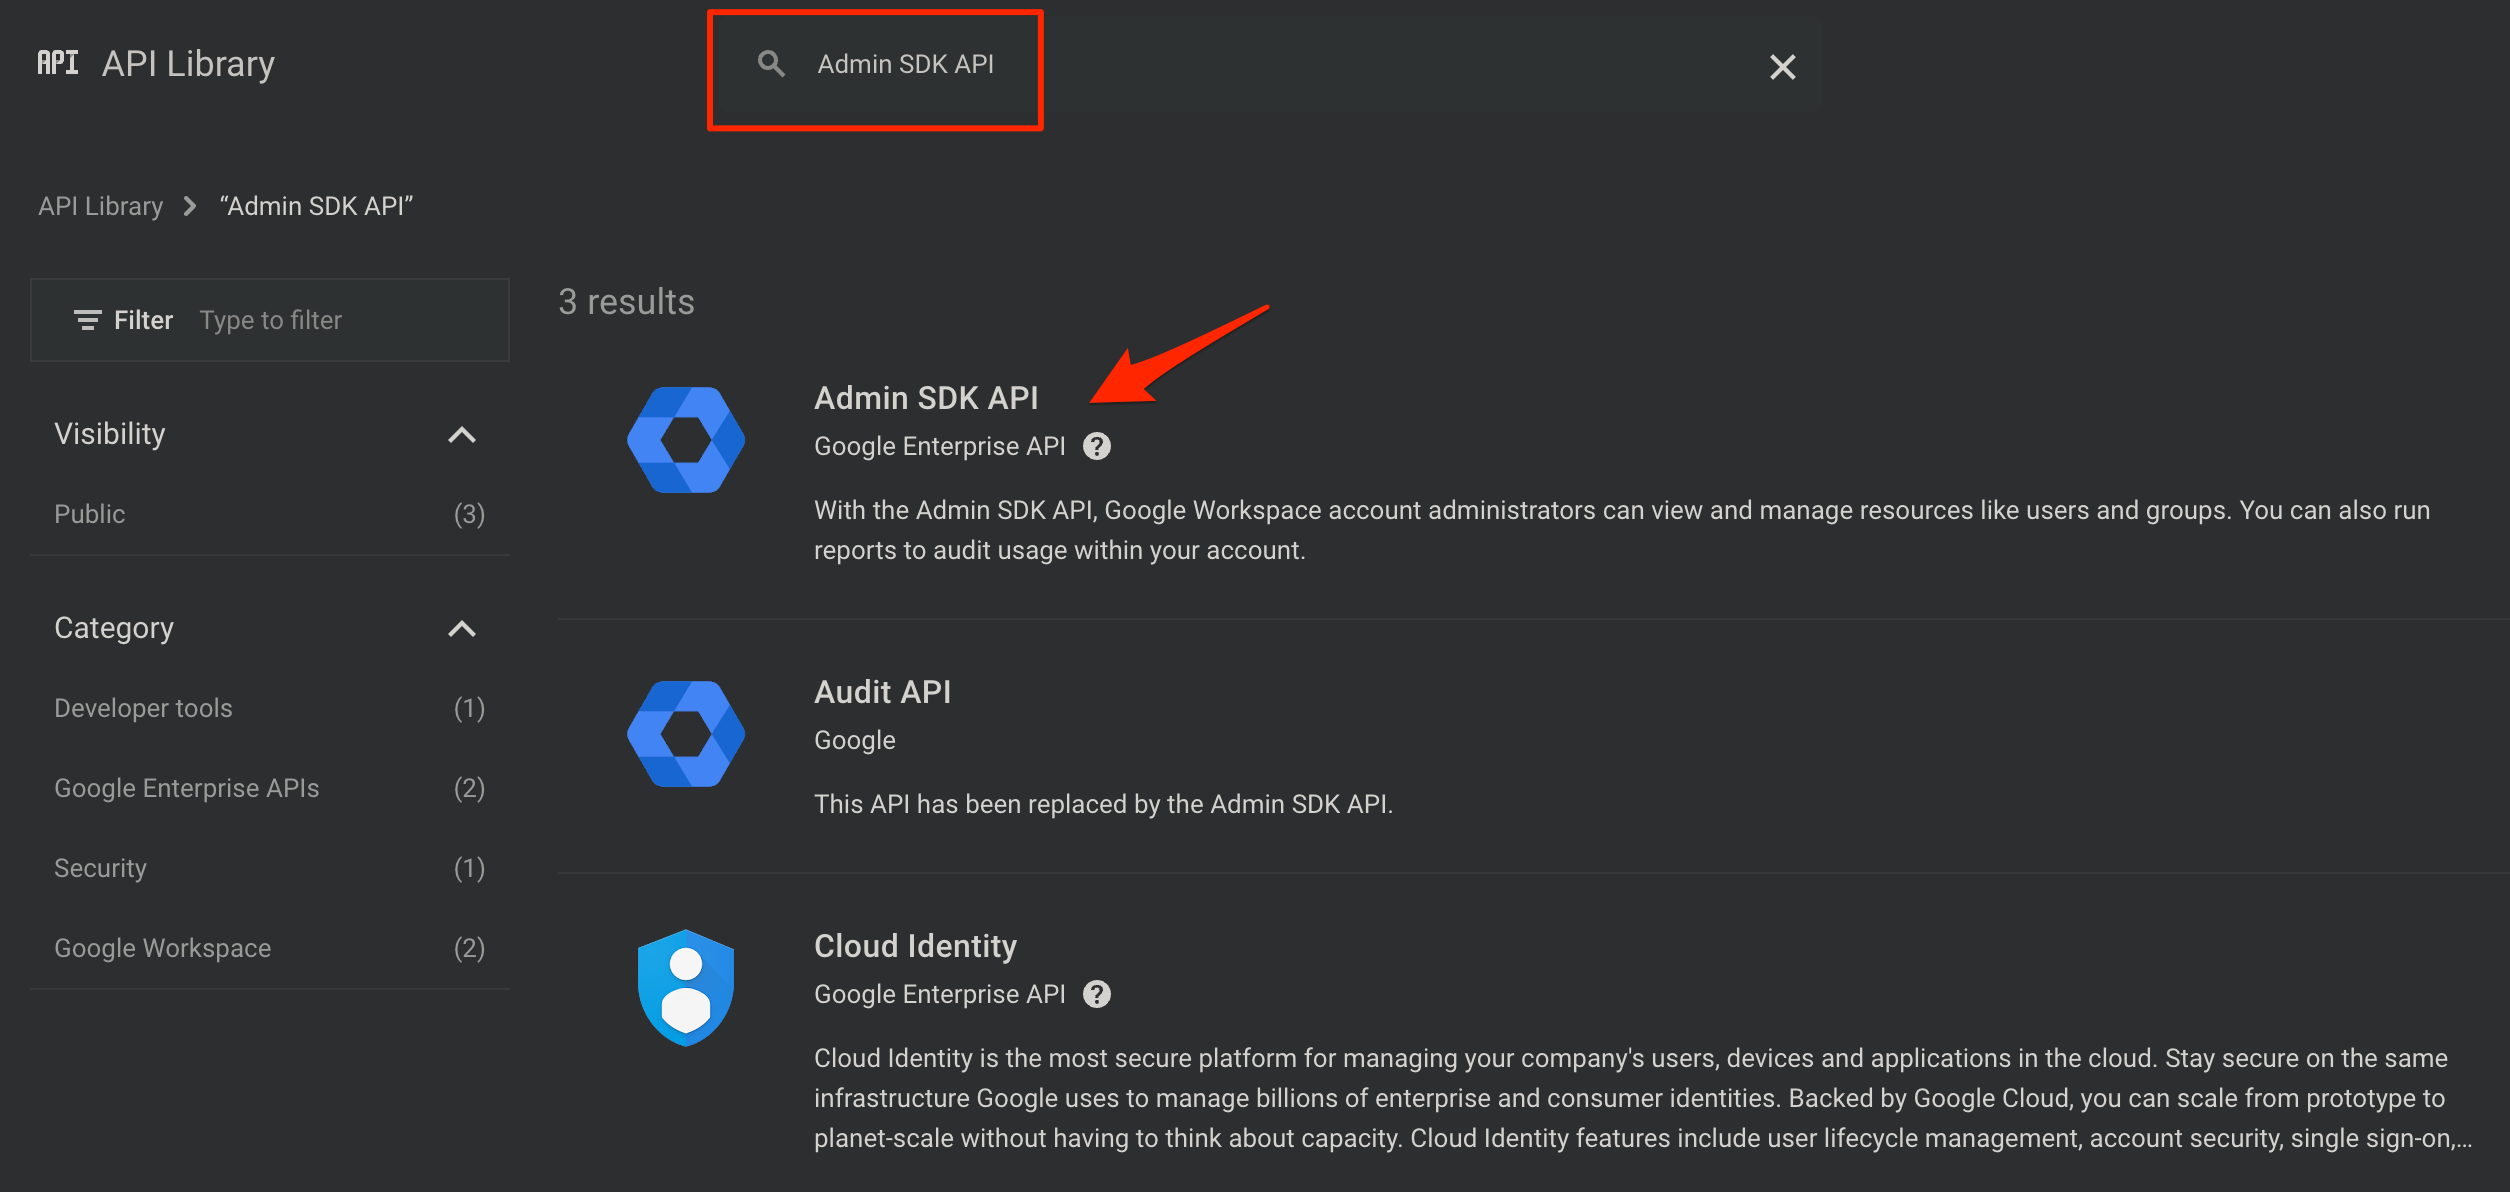 API API Library
Admin SDK API
API Library > “Admin SDK API”
Filter Type to filter
Visibility
Public (3)
Category
Developer tools (1)
Google Enterprise APIs (2)
Security (1)
Google Workspace (2)
3 results
Admin SDK API
Google Enterprise API ?
With the Admin SDK API, Google Workspace account administrators can view and manage resources like users and groups. You can also run
reports to audit usage within your account.
Audit API
Google
This API has been replaced by the Admin SDK API.
Cloud Identity
Google Enterprise API ?
Cloud Identity is the most secure platform for managing your company's users, devices and applications in the cloud. Stay secure on the same
infrastructure Google uses to manage billions of enterprise and consumer identities. Backed by Google Cloud, you can scale from prototype to
planet-scale without having to think about capacity. Cloud Identity features include user lifecycle management, account security, single sign-on,...